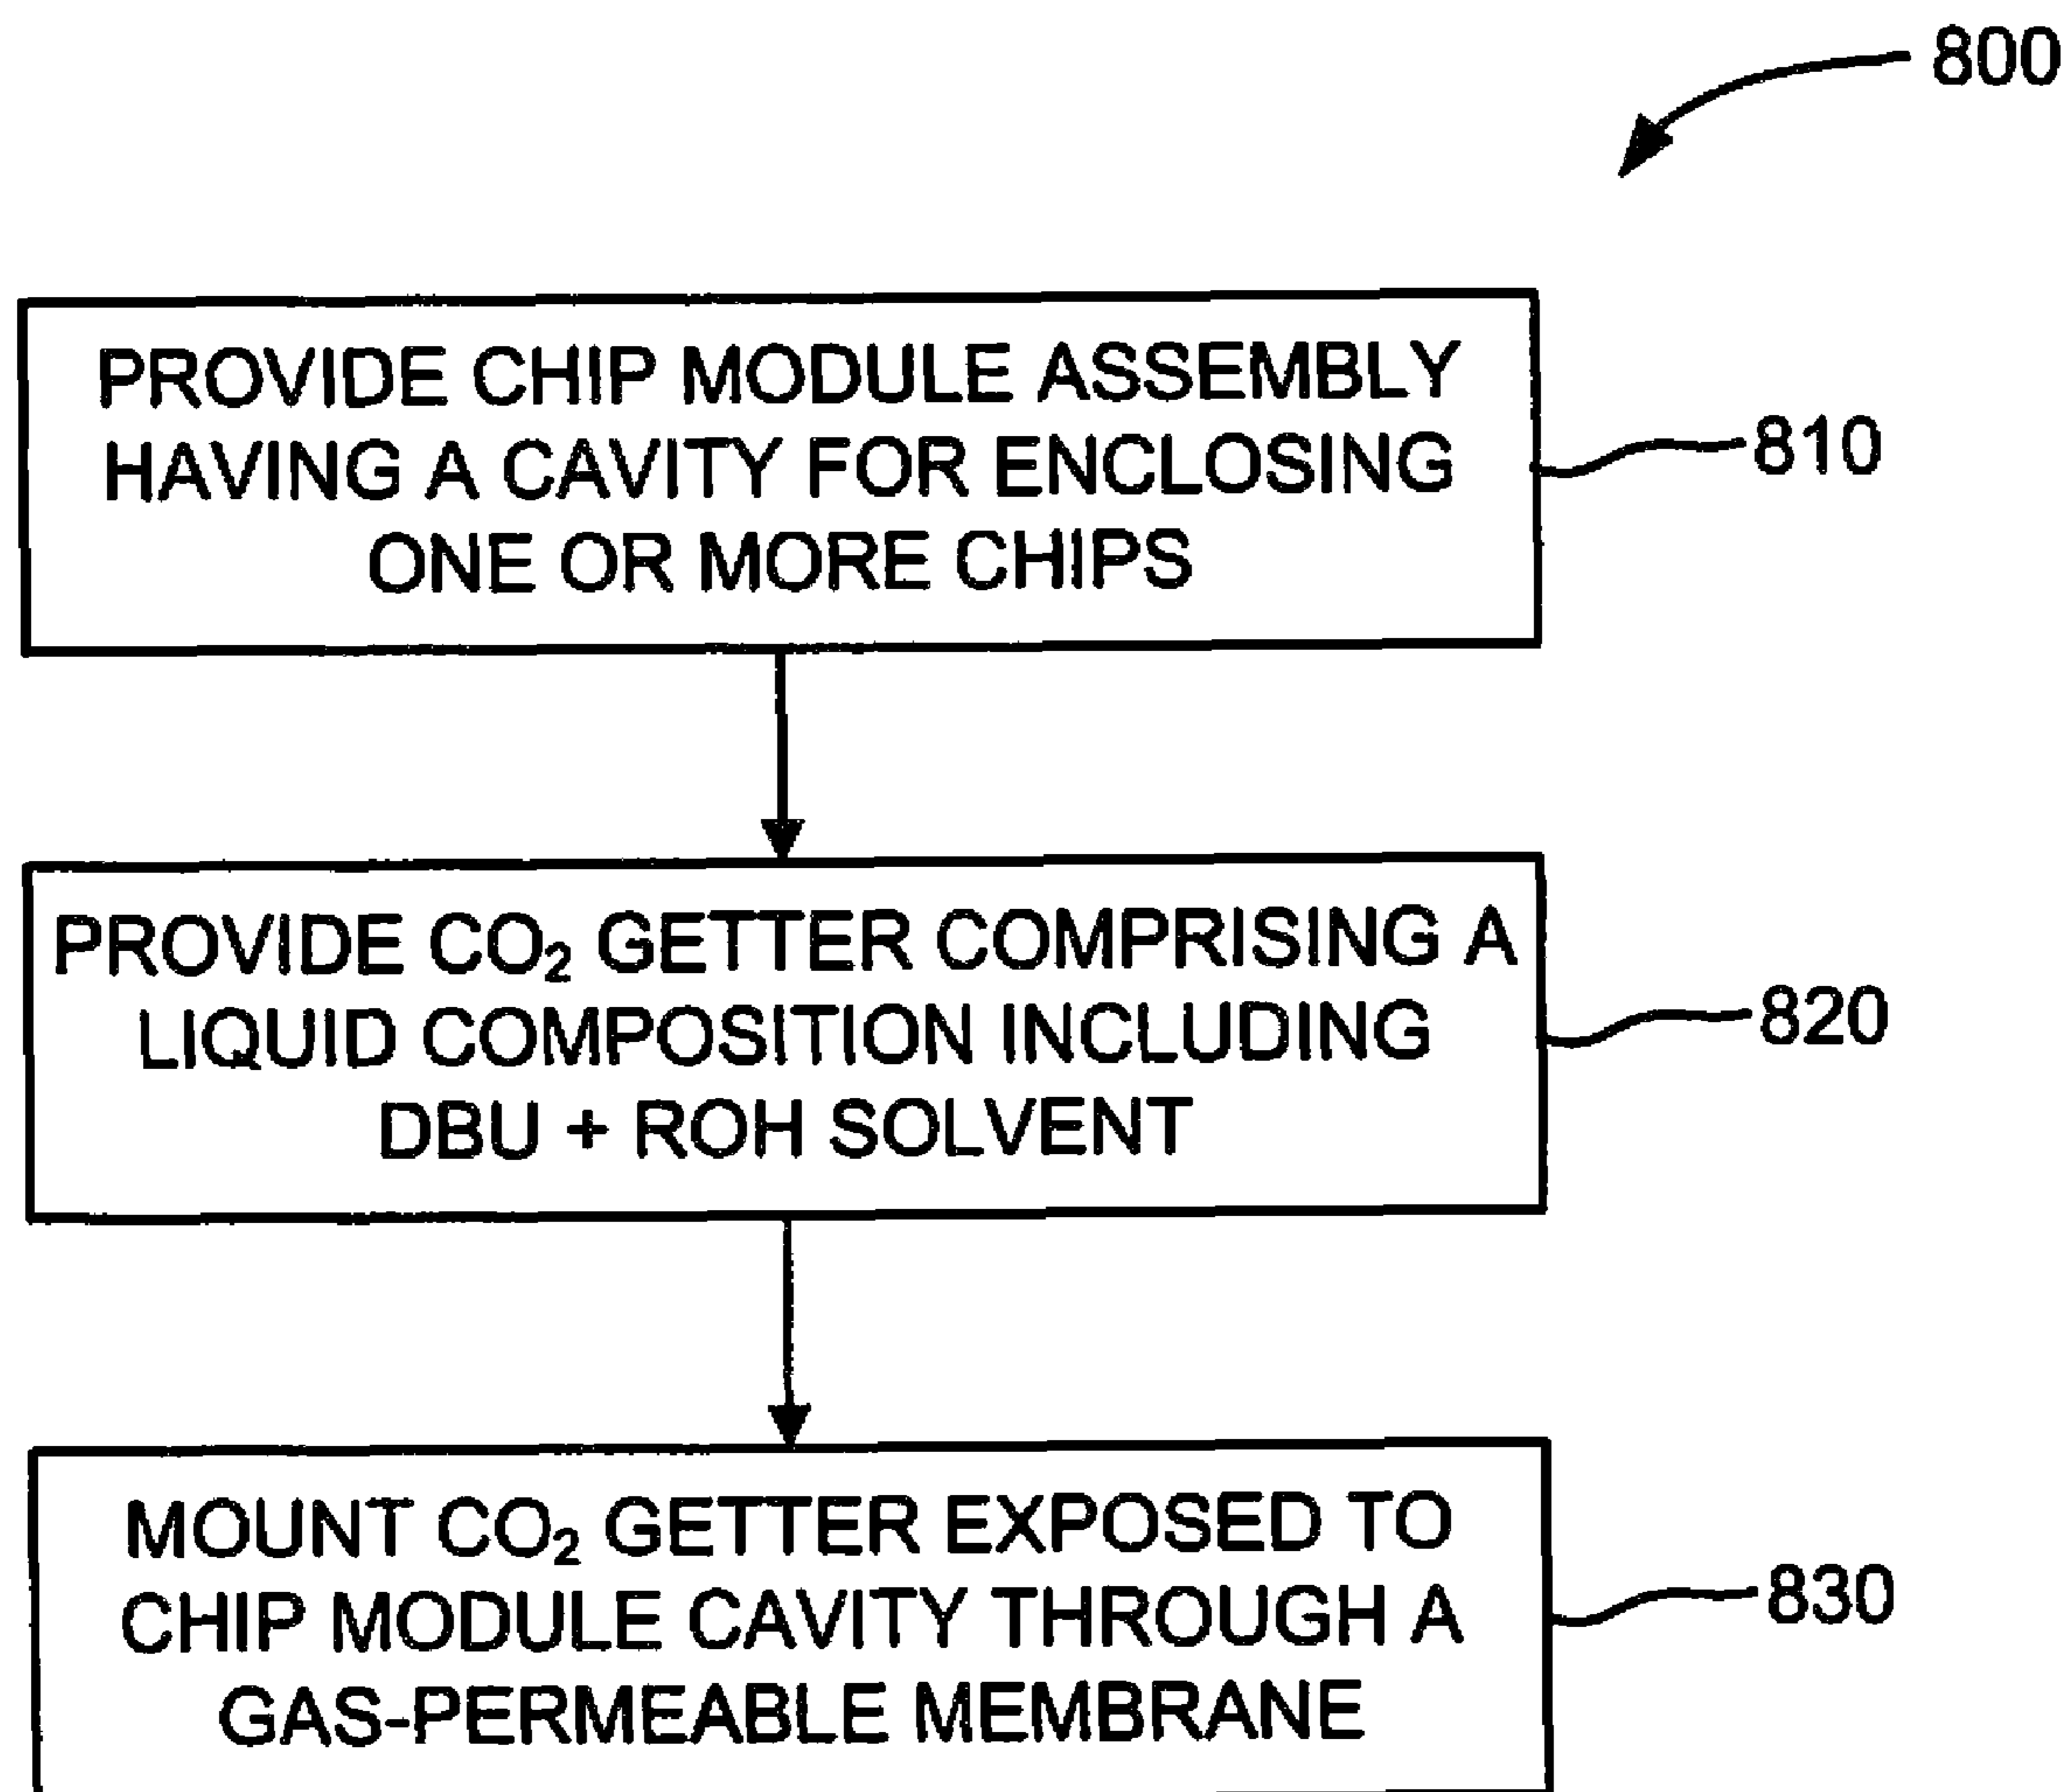 800
PROVIDE CHIP MODULE ASSEMBLY
HAVING A CAVITY FOR ENCLOSING
ONE OR MORE CHIPS
810
PROVIDE CO₂ GETTER COMPRISING A
LIQUID COMPOSITION INCLUDING
DBU + ROH SOLVENT
820
MOUNT CO₂ GETTER EXPOSED TO
CHIP MODULE CAVITY THROUGH A
GAS-PERMEABLE MEMBRANE
830